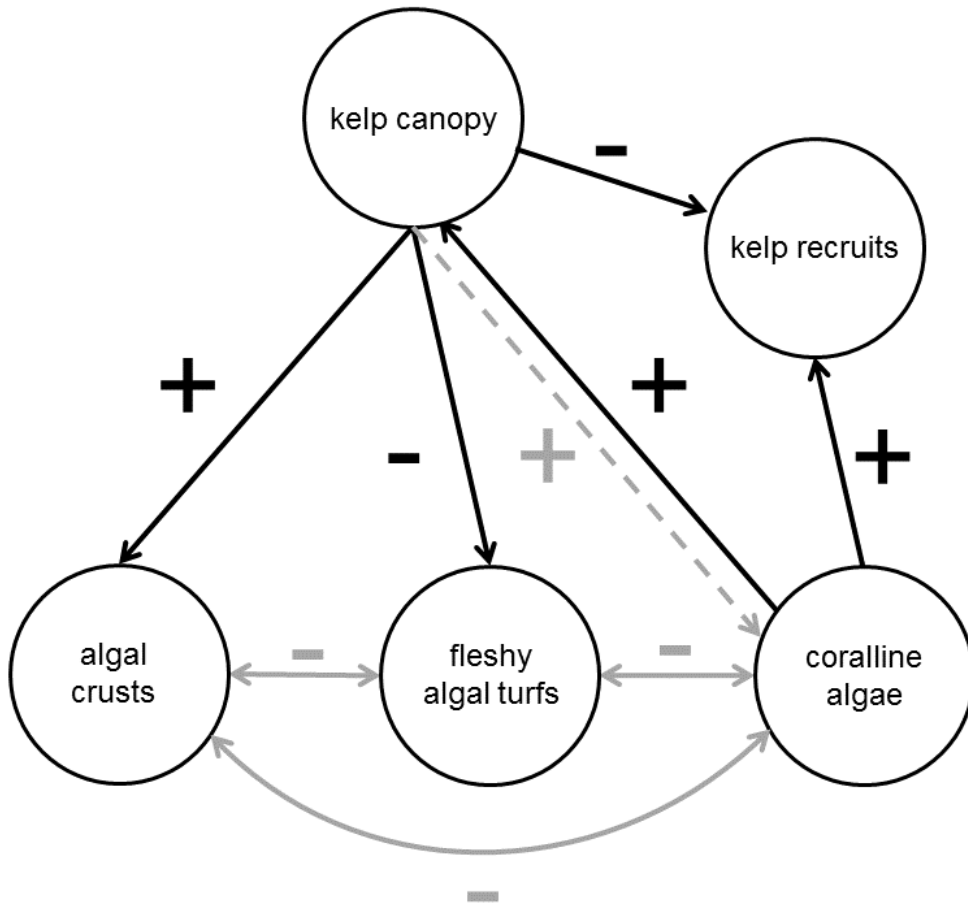 kelp canopy
-
kelp recruits
+
+
+
-
+
algal
crusts
-
fleshy
algal turfs
-
coralline
algae
-